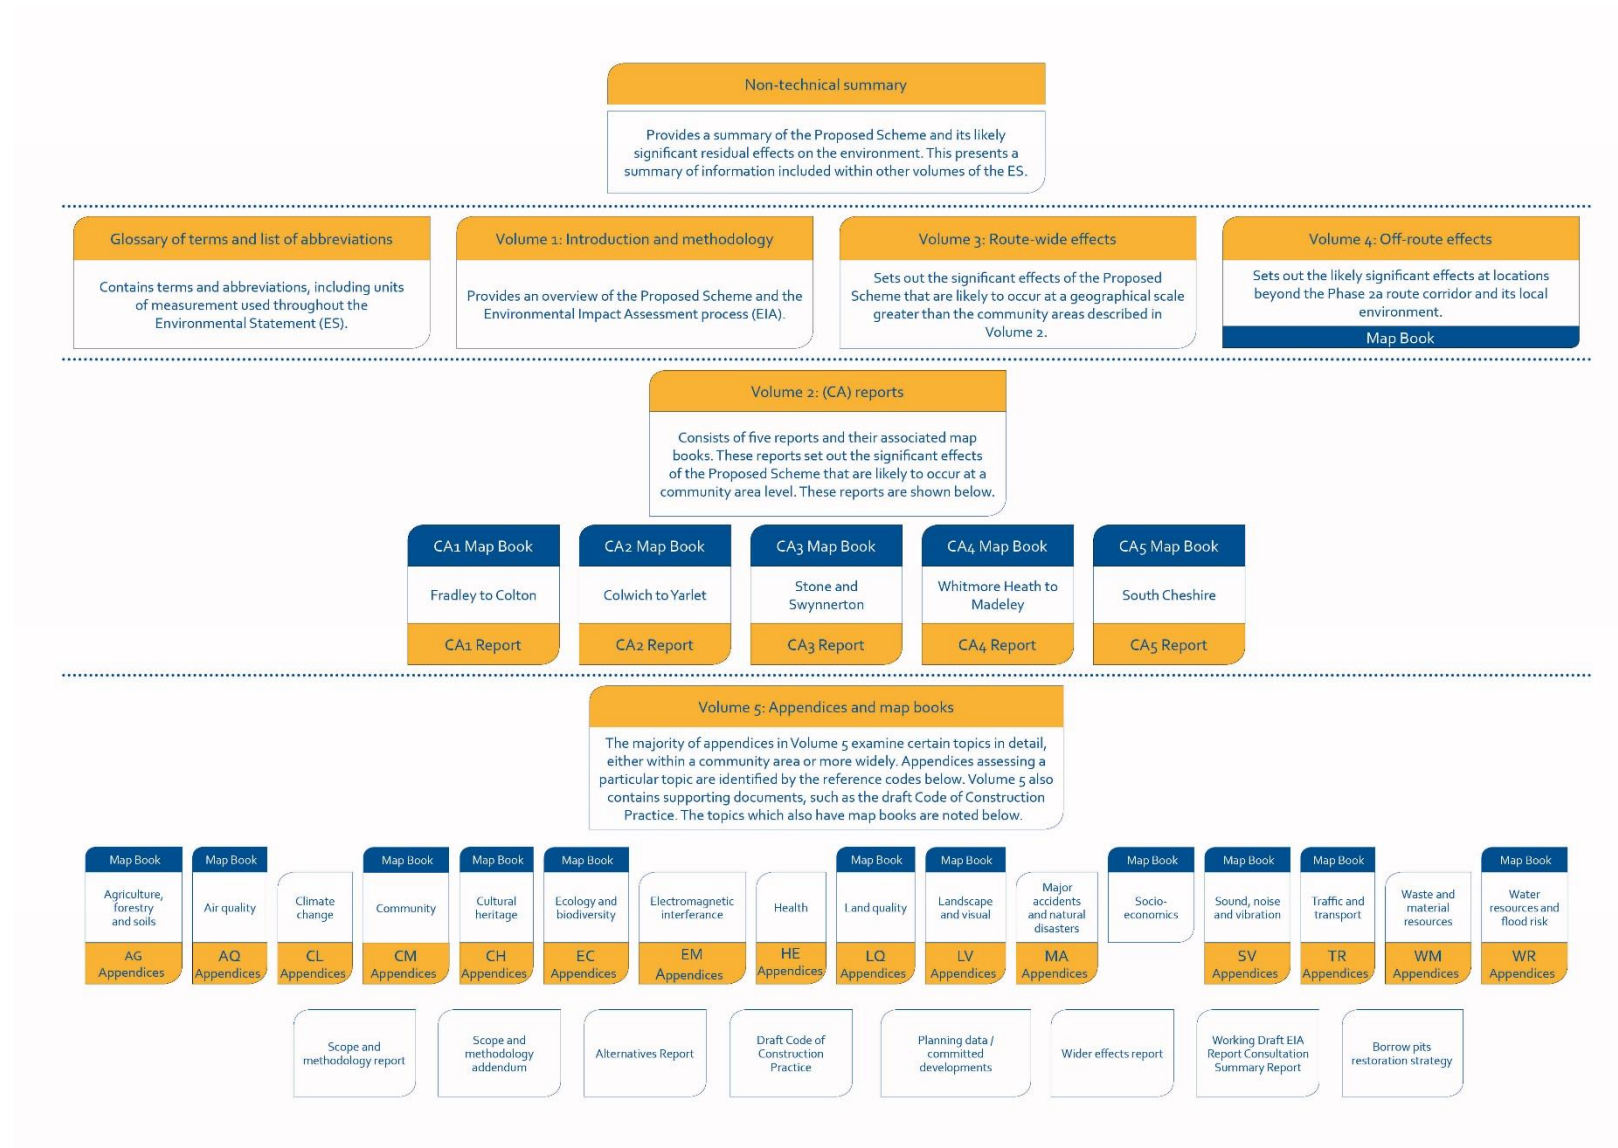 Non-technical summary
Provides a summary of the Proposed Scheme and its likely
significant residual effects on the environment. This presents a
summary of information included within other volumes of the ES.
Glossary of terms and list of abbreviations
Contains terms and abbreviations, including units
of measurement used throughout the
Environmental Statement (ES).
Volume 1: Introduction and methodology
Provides an overview of the Proposed Scheme and the
Environmental Impact Assessment process (EIA).
Volume 3: Route-wide effects
Sets out the significant effects of the Proposed
Scheme that are likely to occur at a geographical scale
greater than the community areas described in
Volume 2.
Volume 4: Off-route effects
Sets out the likely significant effects at locations
beyond the Phase 2a route corridor and its local
environment.
Map Book
Volume 2: (CA) reports
Consists of five reports and their associated map
books. These reports set out the significant effects
of the Proposed Scheme that are likely to occur at a
community area level. These reports are shown below.
CA1 Map Book
Fradley to Colton
CA1 Report
CA2 Map Book
Colwich to Yarlet
CA2 Report
CA3 Map Book
Stone and
Swynnerton
CA3 Report
CA4 Map Book
Whitmore Heath to
Madeley
CA4 Report
CA5 Map Book
South Cheshire
CA5 Report
Volume 5: Appendices and map books
The majority of appendices in Volume 5 examine certain topics in detail,
either within a community area or more widely. Appendices assessing a
particular topic are identified by the reference codes below. Volume 5 also
contains supporting documents, such as the draft Code of Construction
Practice. The topics which also have map books are noted below.
Map Book
Agriculture,
forestry
and soils
AG
Appendices
Map Book
Air quality
AQ
Appendices
Climate
change
CL
Appendices
Map Book
Community
CM
Appendices
Map Book
Cultural
heritage
CH
Appendices
Map Book
Ecology and
biodiversity
EC
Appendices
Electromagnetic
interferance
EM
Appendices
Health
HE
Appendices
Map Book
Land quality
LQ
Appendices
Map Book
Landscape
and visual
LV
Appendices
Major
accidents
and natural
disasters
MA
Appendices
Map Book
Socio-
economics
Map Book
Sound, noise
and vibration
SV
Appendices
Map Book
Traffic and
transport
TR
Appendices
Waste and
material
resources
WM
Appendices
Map Book
Water
resources and
flood risk
WR
Appendices
Scope and
methodology report
Scope and
methodology
addendum
Alternatives Report
Draft Code of
Construction
Practice
Planning data /
committed
developments
Wider effects report
Working Draft EIA
Report Consultation
Summary Report
Borrow pits
restoration strategy